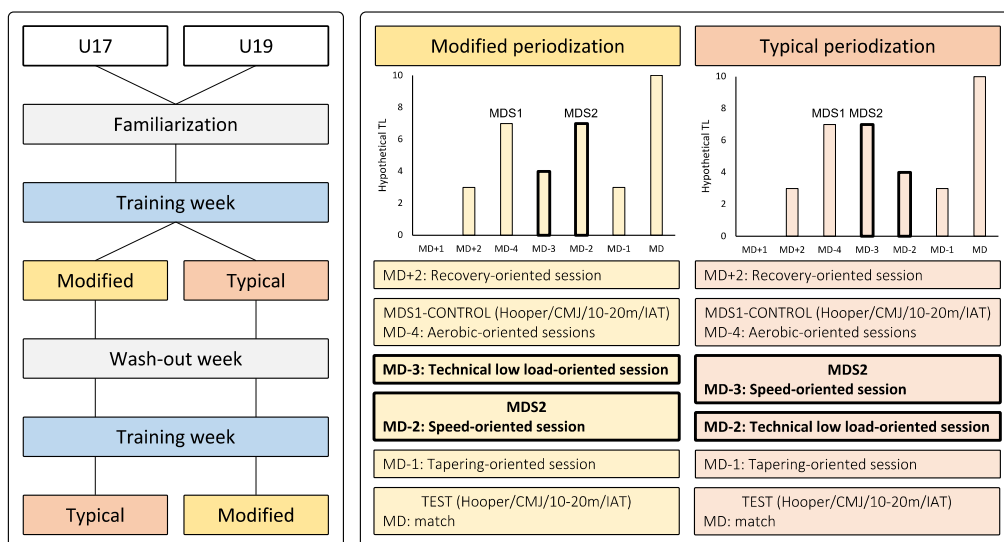 U17
U19
Familiarization
Training week
Modified
Typical
Wash-out week
Training week
Typical
Modified
Modified periodization
Hypothetical TL
10
8
6
4
2
0
MDS1
MDS2
MD+1
MD+2
MD-4
MD-3
MD-2
MD-1
MD
MD+2: Recovery-oriented session
MDS1-CONTROL (Hooper/CMJ/10-20m/IAT)
MD-4: Aerobic-oriented sessions
MD-3: Technical low load-oriented session
MDS2
MD-2: Speed-oriented session
MD-1: Tapering-oriented session
TEST (Hooper/CMJ/10-20m/IAT)
MD: match
Typical periodization
Hypothetical TL
10
8
6
4
2
0
MDS1
MDS2
MD+1
MD+2
MD-4
MD-3
MD-2
MD-1
MD
MD+2: Recovery-oriented session
MDS1-CONTROL (Hooper/CMJ/10-20m/IAT)
MD-4: Aerobic-oriented sessions
MDS2
MD-3: Speed-oriented session
MD-2: Technical low load-oriented session
MD-1: Tapering-oriented session
TEST (Hooper/CMJ/10-20m/IAT)
MD: match